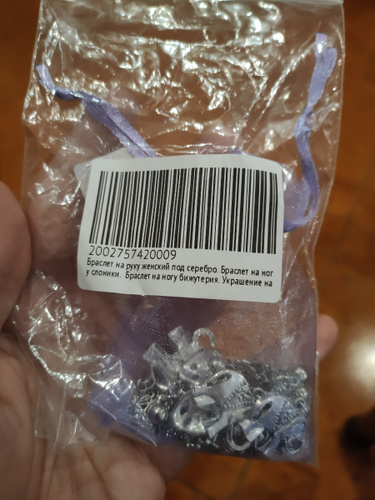 2002757420009
Браслет на руку женский под серебро. Браслет на ног
у слоники. Браслет на ногу бижутерия. Украшение на